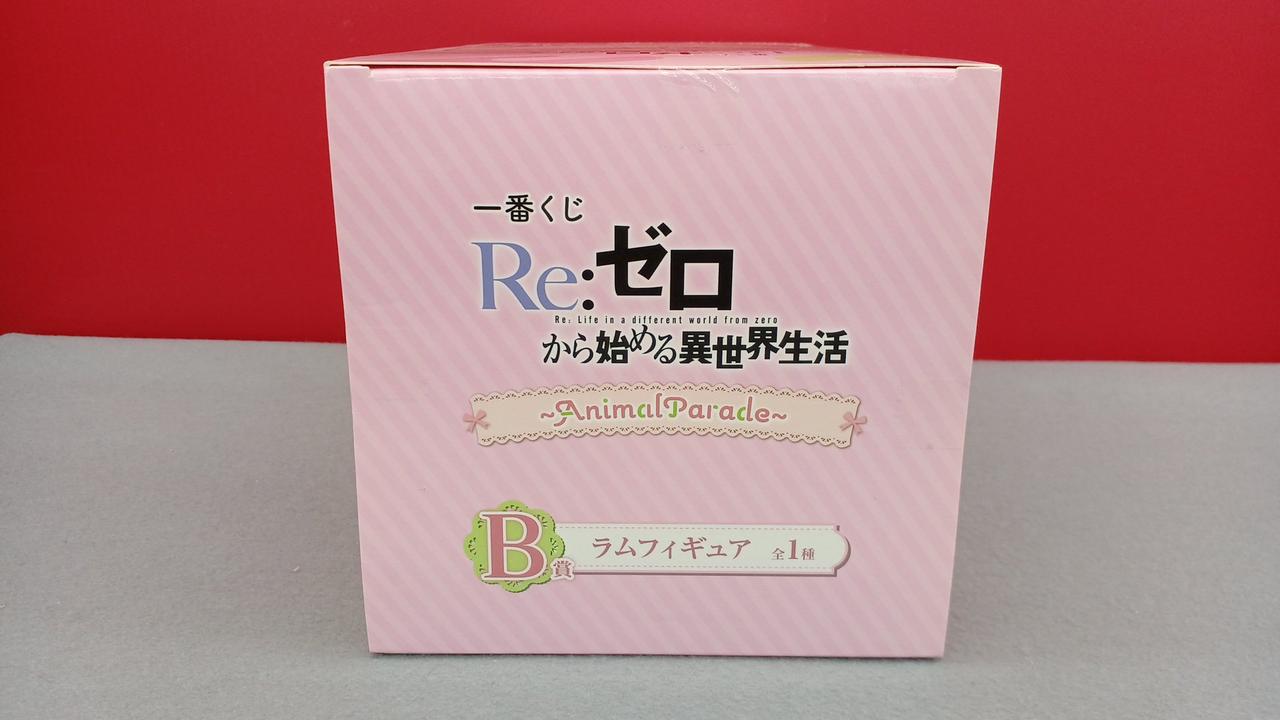 一番くじ
Re:ゼロ
Re: Life in a different world from zero
から始める異世界生活
~AnimalParade~
B賞 ラムフィギュア 全1種